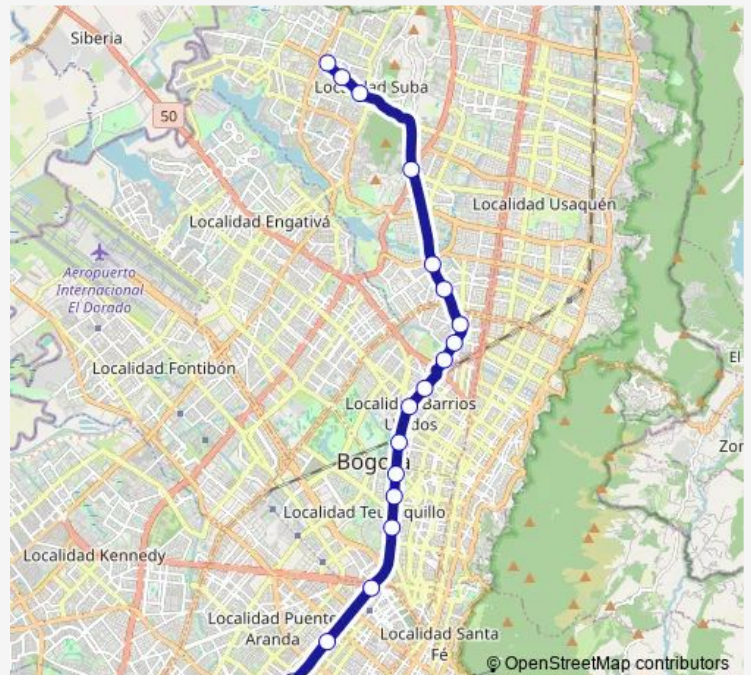 Siberia
Localidad Suba
50
Localidad Usaquén
Localidad Engativá
Aeropuerto
Internacional
El Dorado
El
Localidad Fontibón
Localidad Barrios
Unidos
Zor
Bogotá
Localidad Teusaquillo
Localidad Kennedy
Localidad Puente
Aranda
Localidad Santa
Fé
© OpenStreetMap contributors